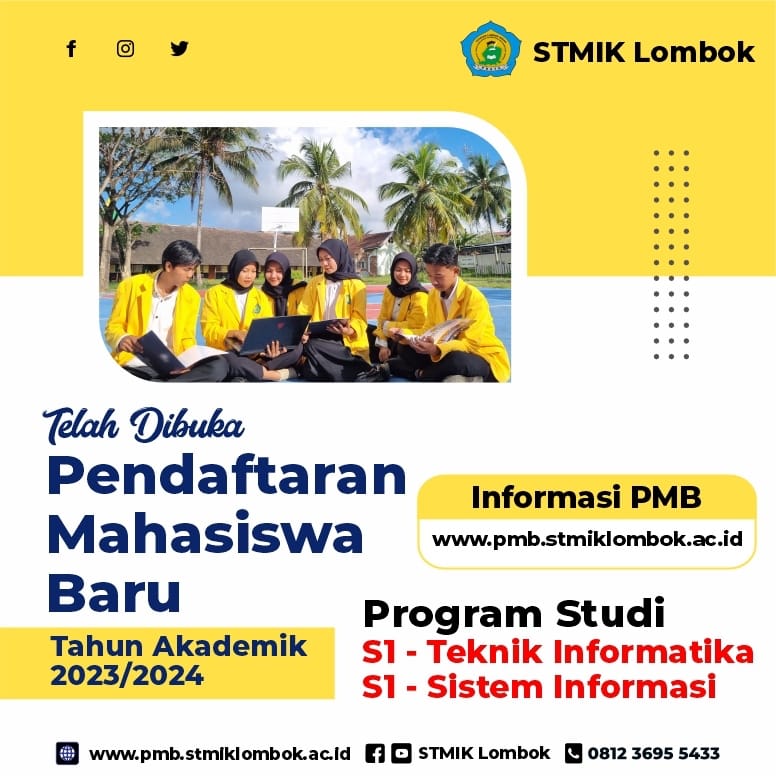 STMIK Lombok
Telah Dibuka
Pendaftaran
Mahasiswa
Baru
Tahun Akademik
2023/2024
Informasi PMB
www.pmb.stmiklombok.ac.id
Program Studi
S1 - Teknik Informatika
S1 - Sistem Informasi
www.pmb.stmiklombok.ac.id STMIK Lombok 0812 3695 5433